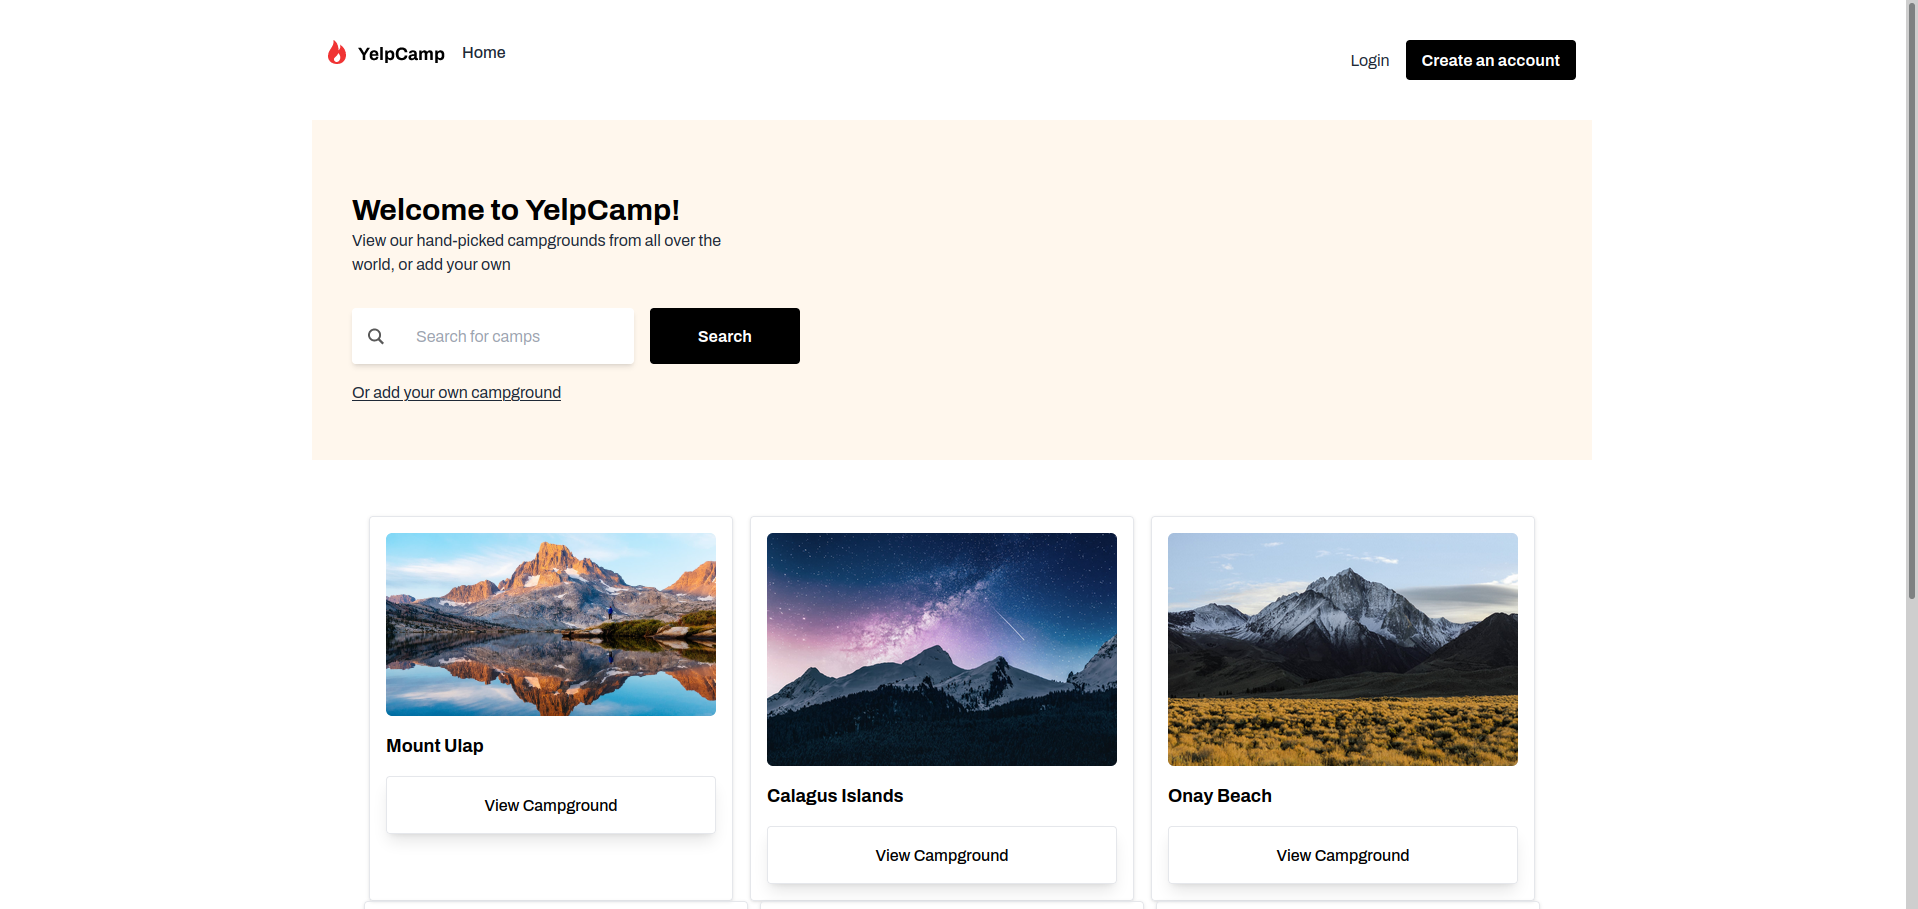 YelpCamp
Home
Login
Create an account
Welcome to YelpCamp!
View our hand-picked campgrounds from all over the
world, or add your own
Search for camps
Search
Or add your own campground
Mount Ulap
View Campground
Calagus Islands
View Campground
Onay Beach
View Campground